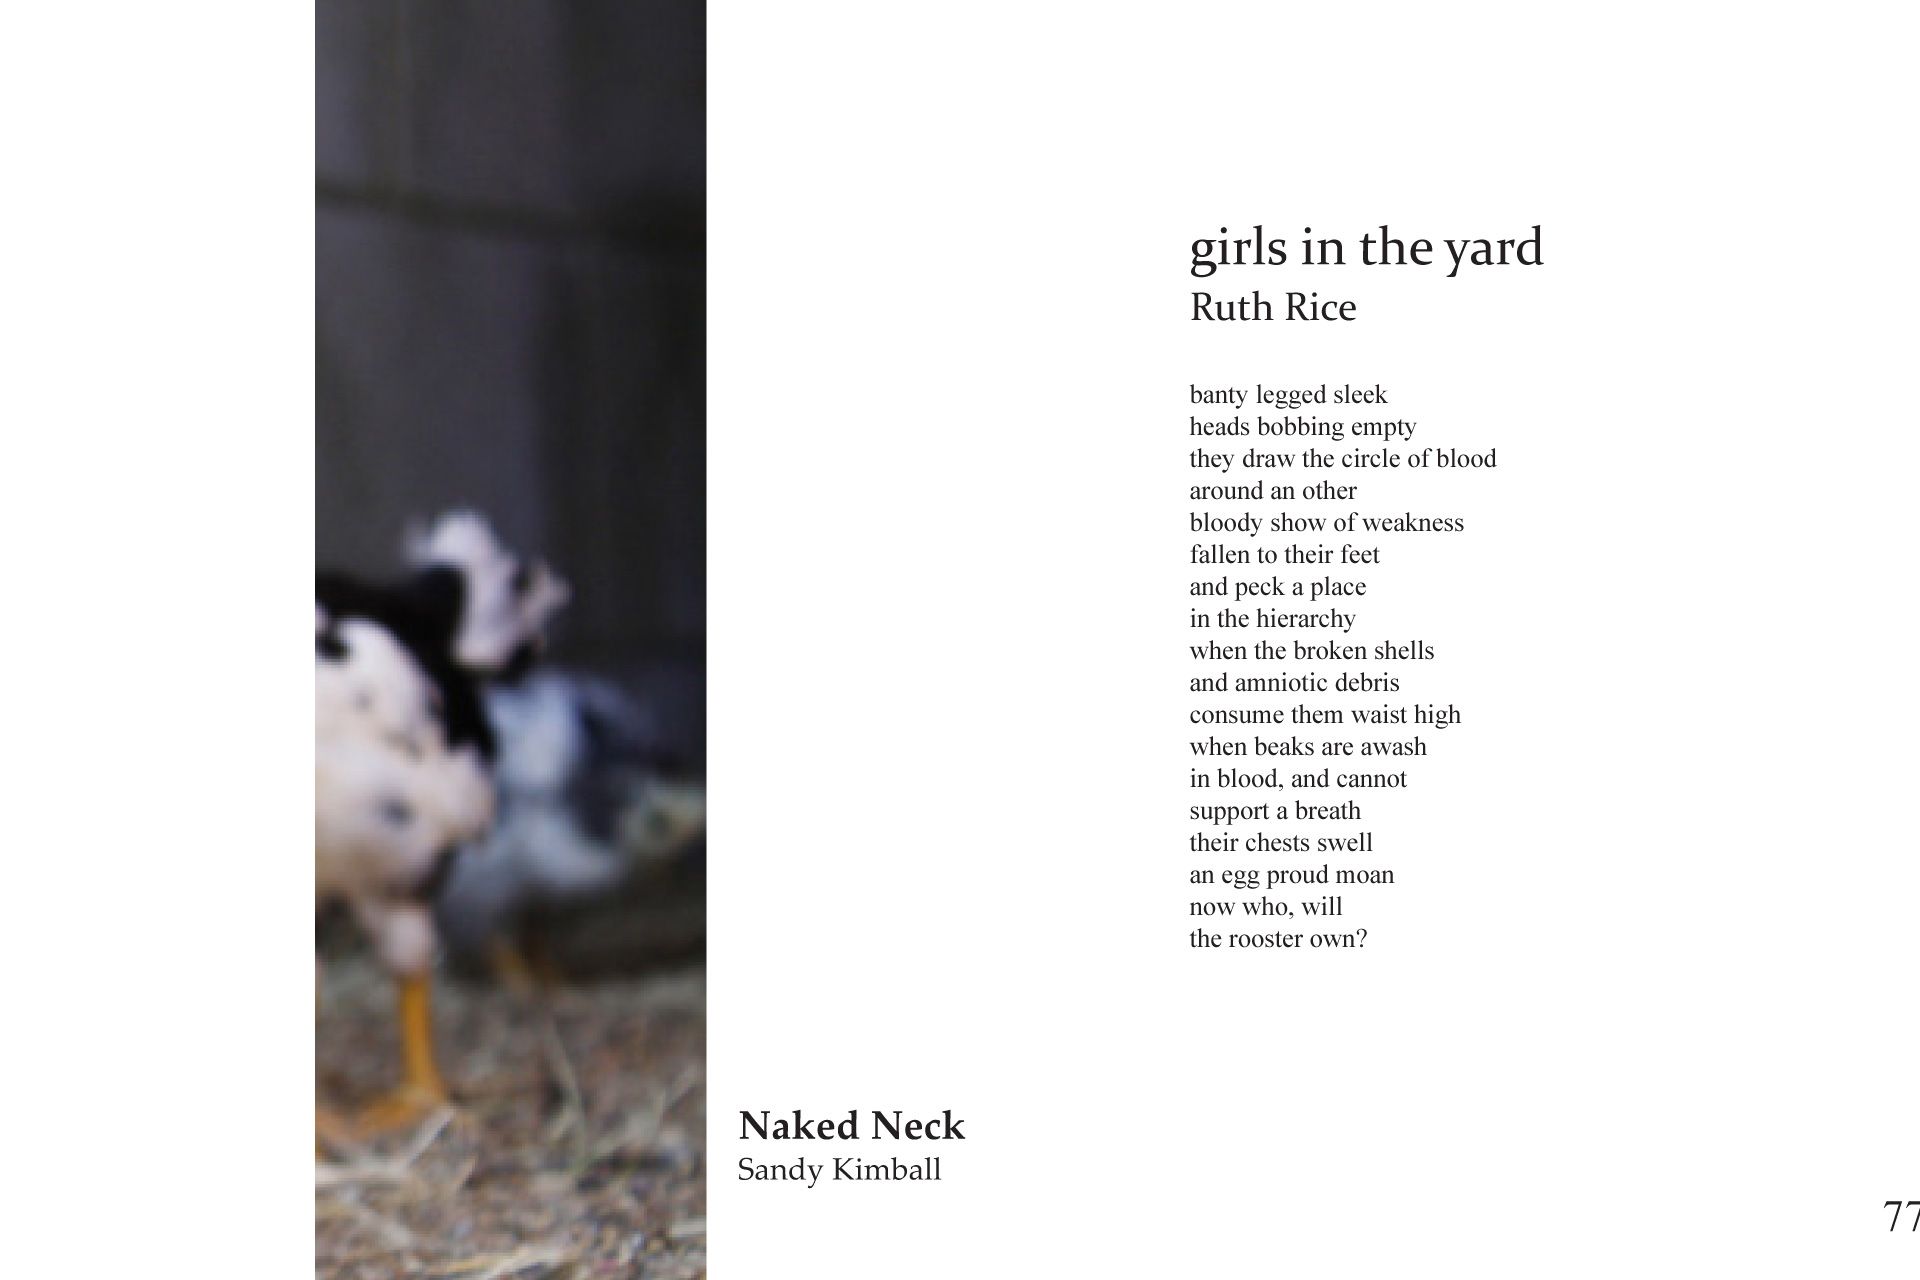 girls in the yard
Ruth Rice
banty legged sleek
heads bobbing empty
they draw the circle of blood
around an other
bloody show of weakness
fallen to their feet
and peck a place
in the hierarchy
when the broken shells
and amniotic debris
consume them waist high
when beaks are awash
in blood, and cannot
support a breath
their chests swell
an egg proud moan
now who, will
the rooster own?
Naked Neck
Sandy Kimball
77